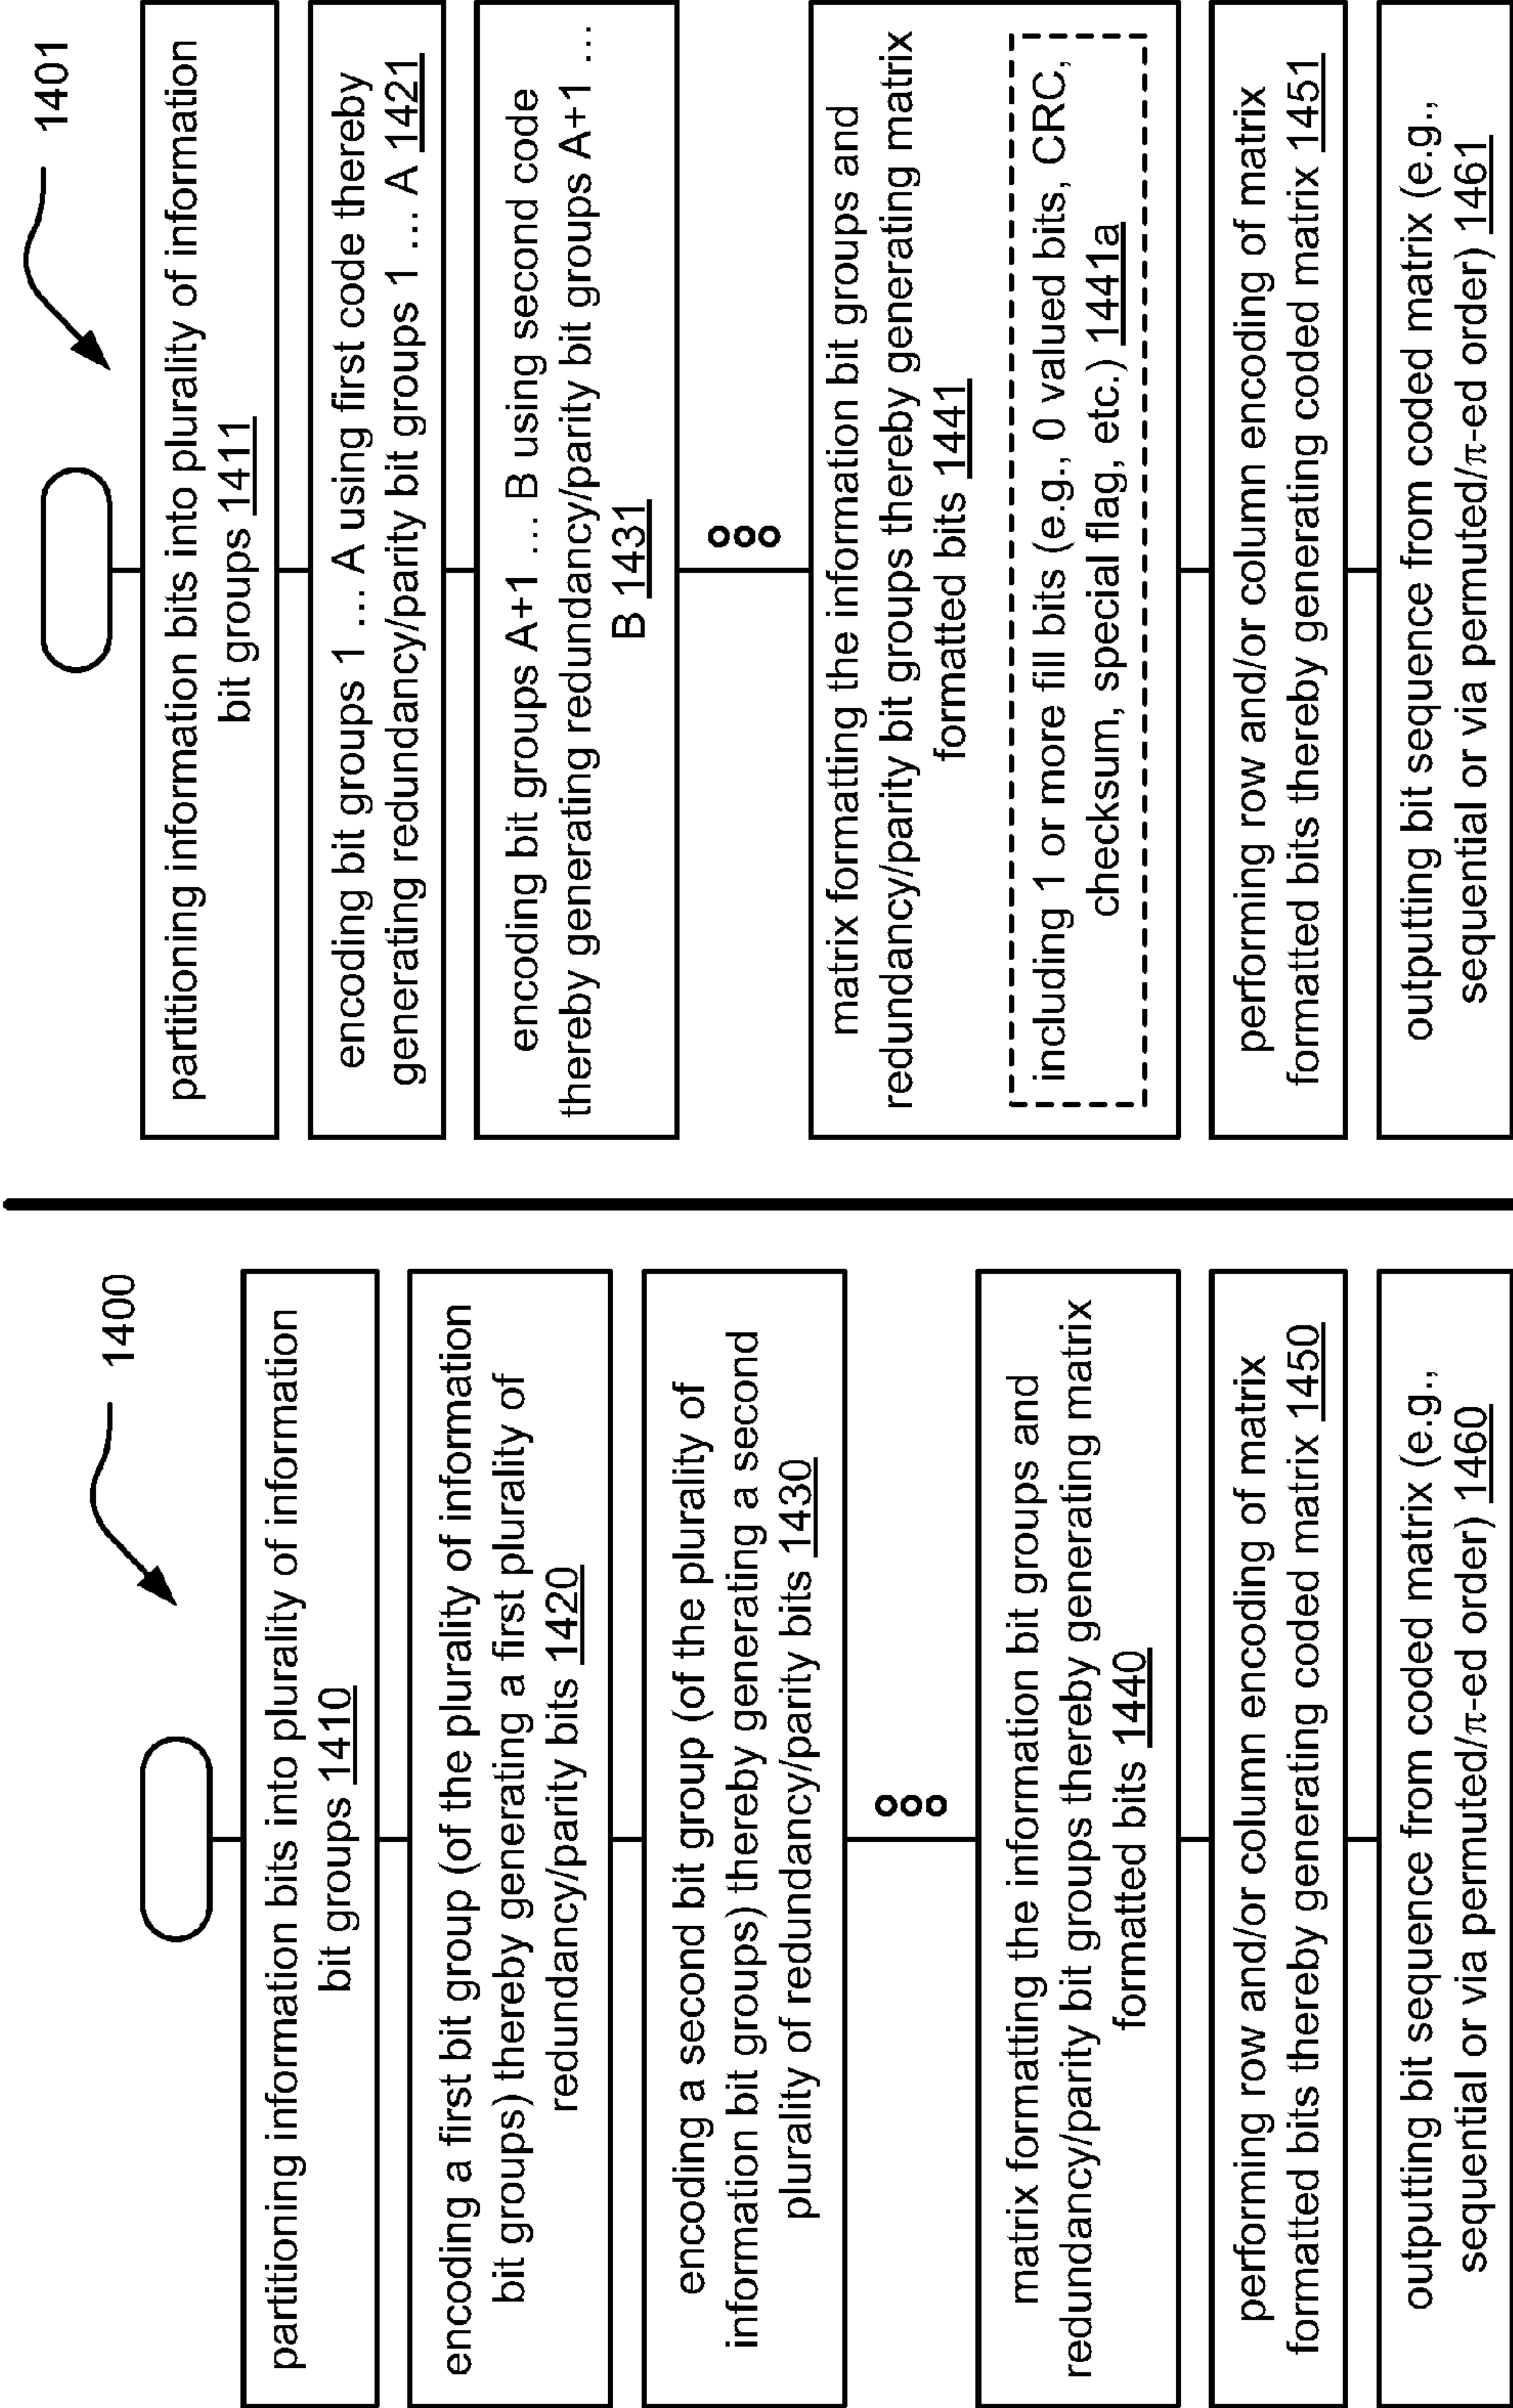 1400
partitioning information bits into plurality of information
bit groups 1410
encoding a first bit group (of the plurality of information
bit groups) thereby generating a first plurality of
redundancy/parity bits 1420
encoding a second bit group (of the plurality of
information bit groups) thereby generating a second
plurality of redundancy/parity bits 1430
matrix formatting the information bit groups and
redundancy/parity bit groups thereby generating matrix
formatted bits 1440
performing row and/or column encoding of matrix
formatted bits thereby generating coded matrix 1450
outputting bit sequence from coded matrix (e.g.,
sequential or via permuted/π-ed order) 1460
1401
partitioning information bits into plurality of information
bit groups 1411
encoding bit groups 1 … A using first code thereby
generating redundancy/parity bit groups 1 … A 1421
encoding bit groups A+1 … B using second code
thereby generating redundancy/parity bit groups A+1 …
B 1431
matrix formatting the information bit groups and
redundancy/parity bit groups thereby generating matrix
formatted bits 1441
including 1 or more fill bits (e.g., 0 valued bits, CRC,
checksum, special flag, etc.) 1441a
performing row and/or column encoding of matrix
formatted bits thereby generating coded matrix 1451
outputting bit sequence from coded matrix (e.g.,
sequential or via permuted/π-ed order) 1461